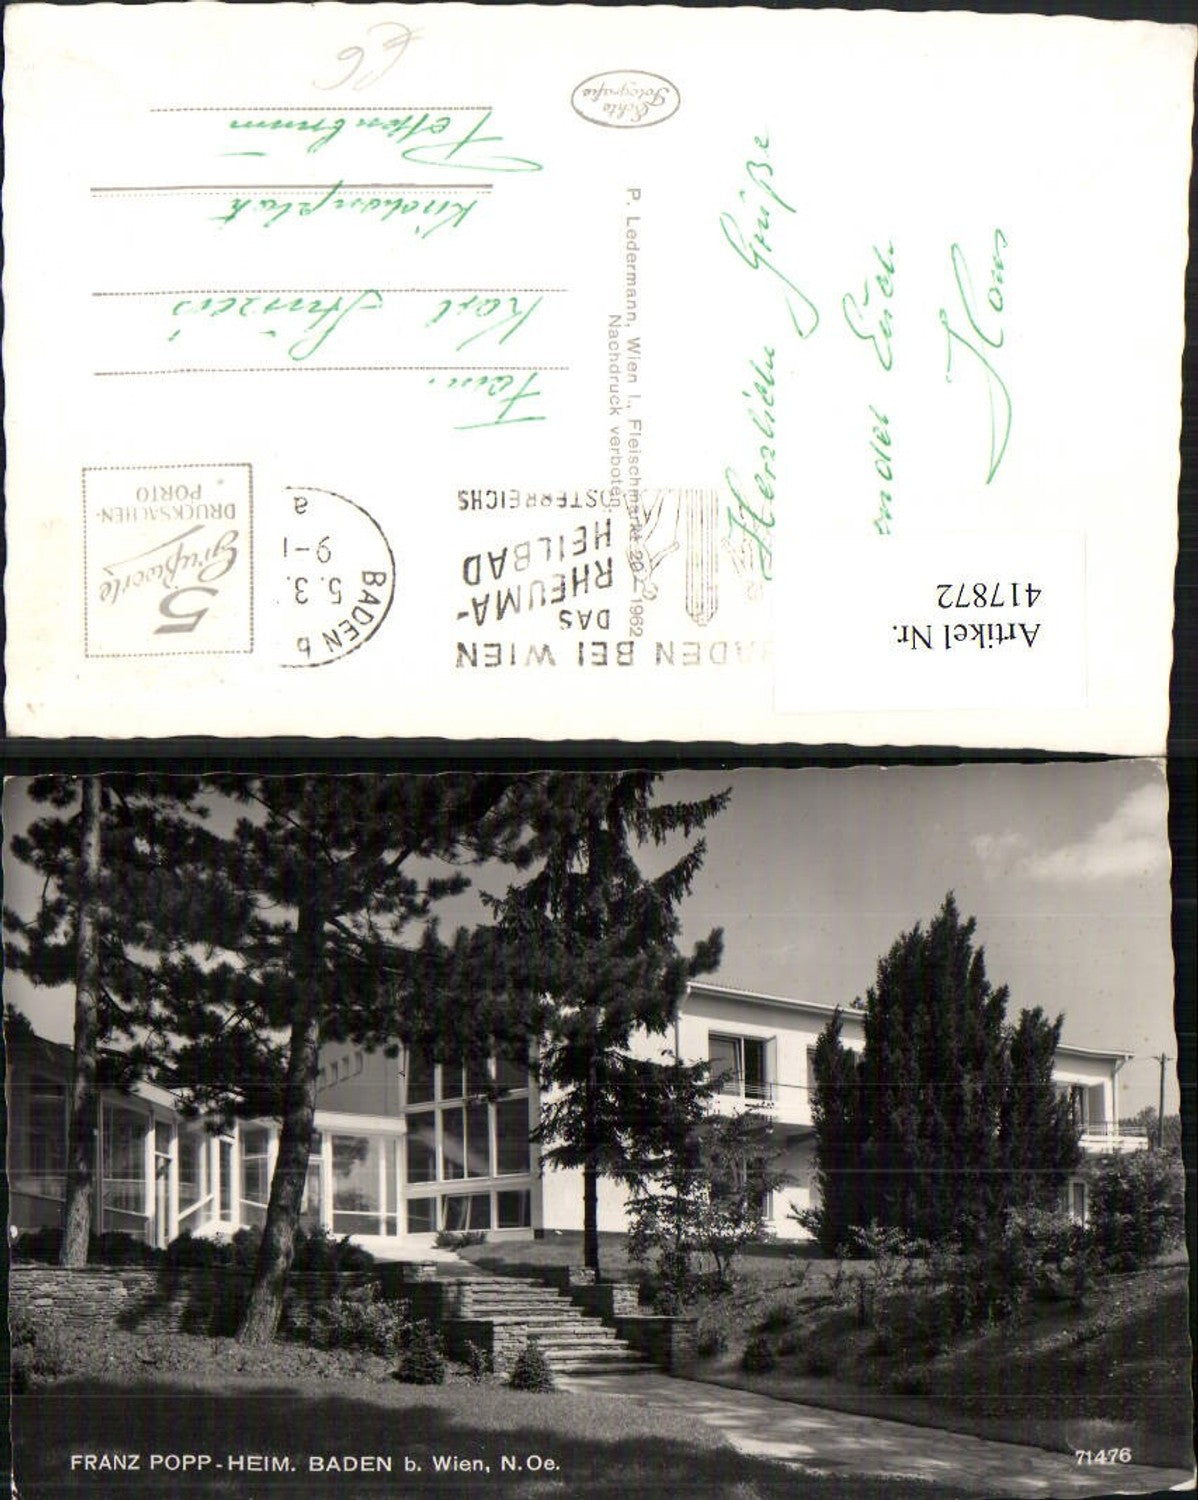 Echte
Fotografie
Herzliche Grüße
Euch
Hans
P. Ledermann, Wien I., Fleischmarkt 20 - 1962
Nachdruck verboten.
5
Grußworte
DRUCKSACHEN-
PORTO
BADEN b
5. 3.
9-1
a
BADEN BEI WIEN
DAS
RHEUMA-
HEILBAD
ÖSTERREICHS
Fam.
Karl
Artikel Nr.
417872
FRANZ POPP-HEIM. BADEN b. Wien, N.Oe.
71476